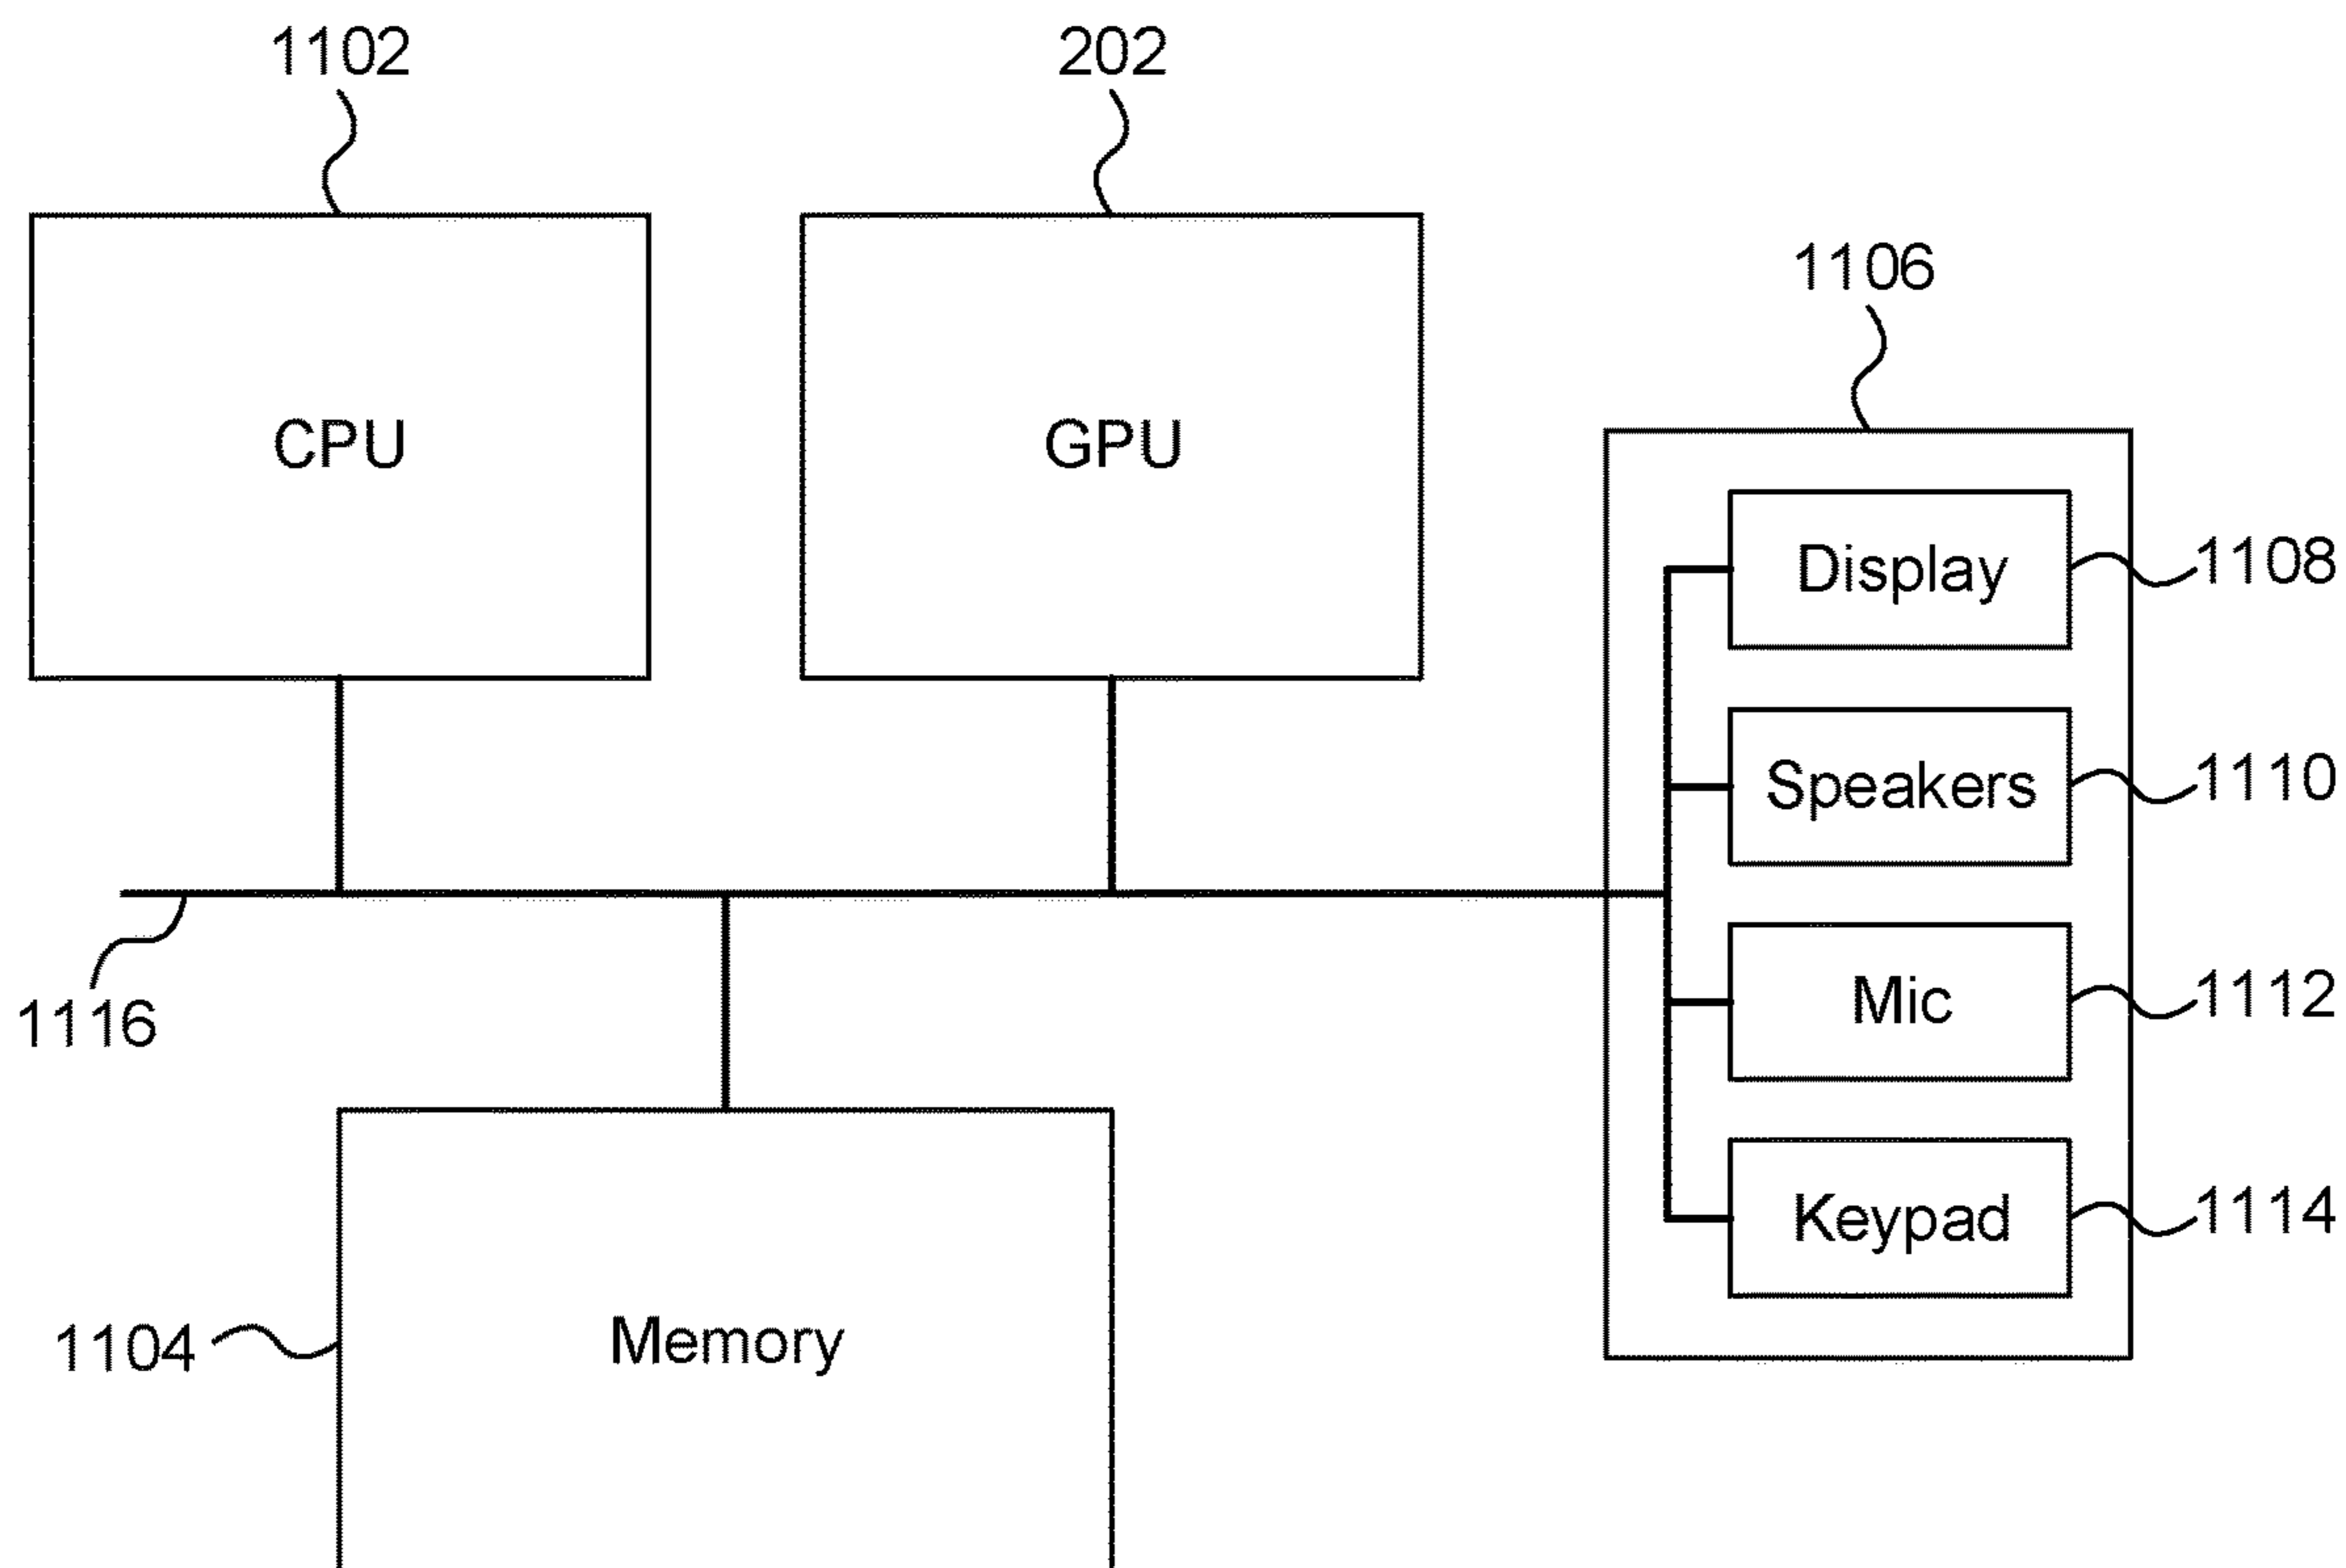 1102
202
1106
CPU
GPU
Display
1108
Speakers
1110
Mic
1112
1116
Keypad
1114
1104
Memory